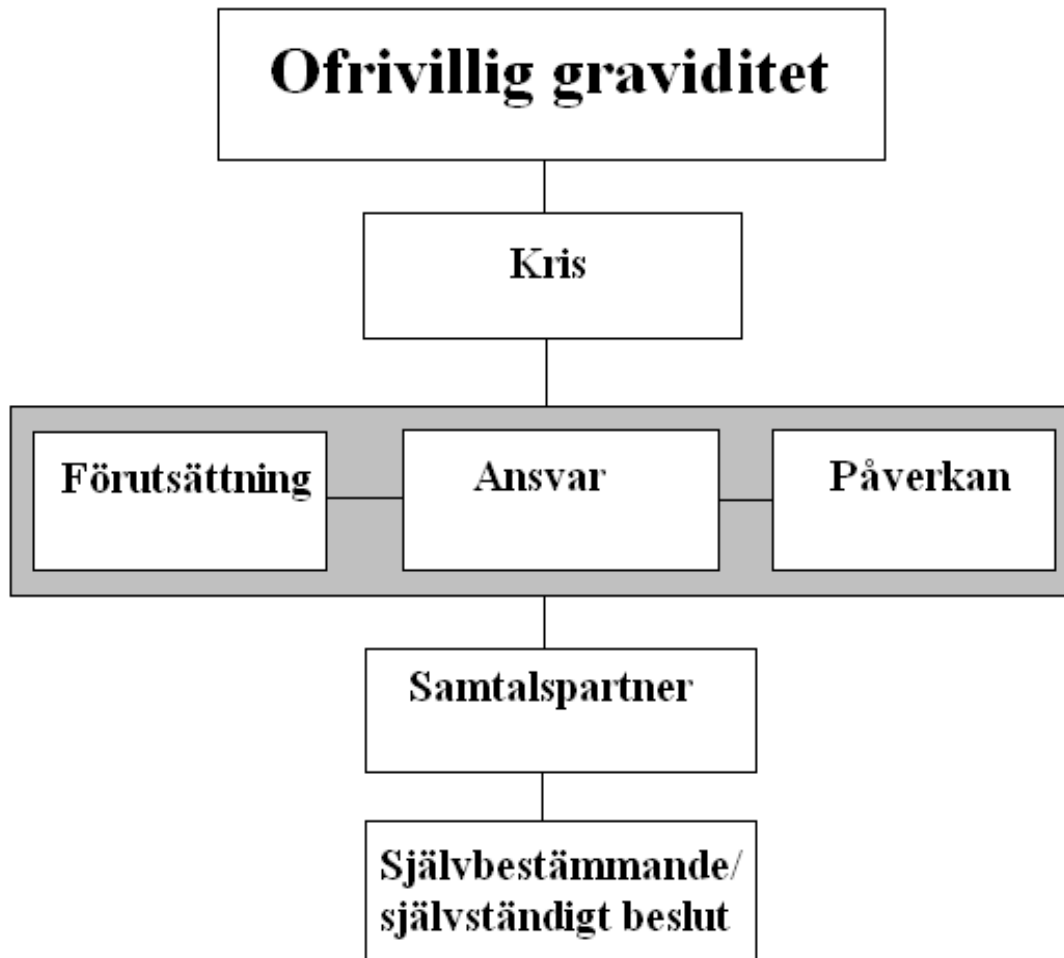 Ofrivillig graviditet
Kris
Förutsättning
Ansvar
Påverkan
Samtalspartner
Självbestämmande/
självständigt beslut